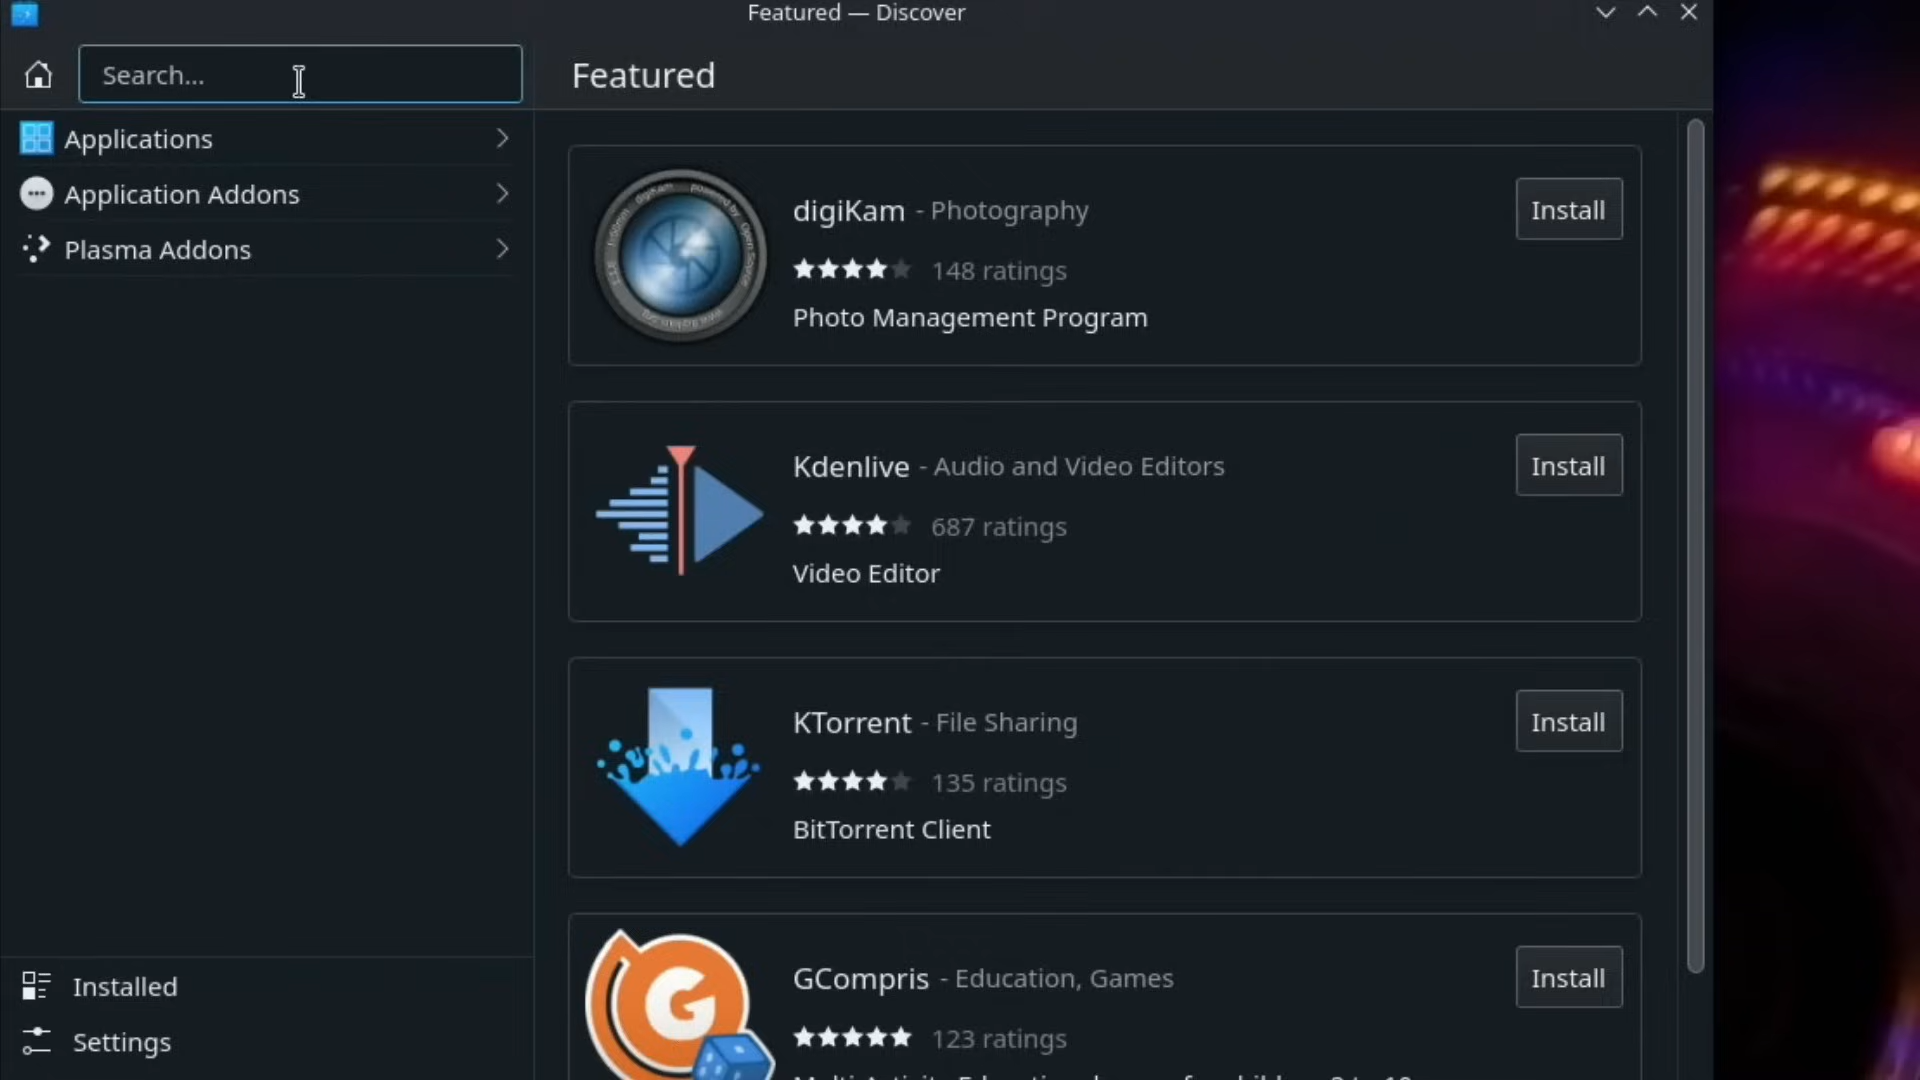 Featured — Discover
Search...
Featured
Applications
Application Addons
Plasma Addons
digiKam - Photography
Install
148 ratings
Photo Management Program
Kdenlive - Audio and Video Editors
Install
687 ratings
Video Editor
KTorrent - File Sharing
Install
135 ratings
BitTorrent Client
GCompris - Education, Games
Install
123 ratings
Installed
Settings